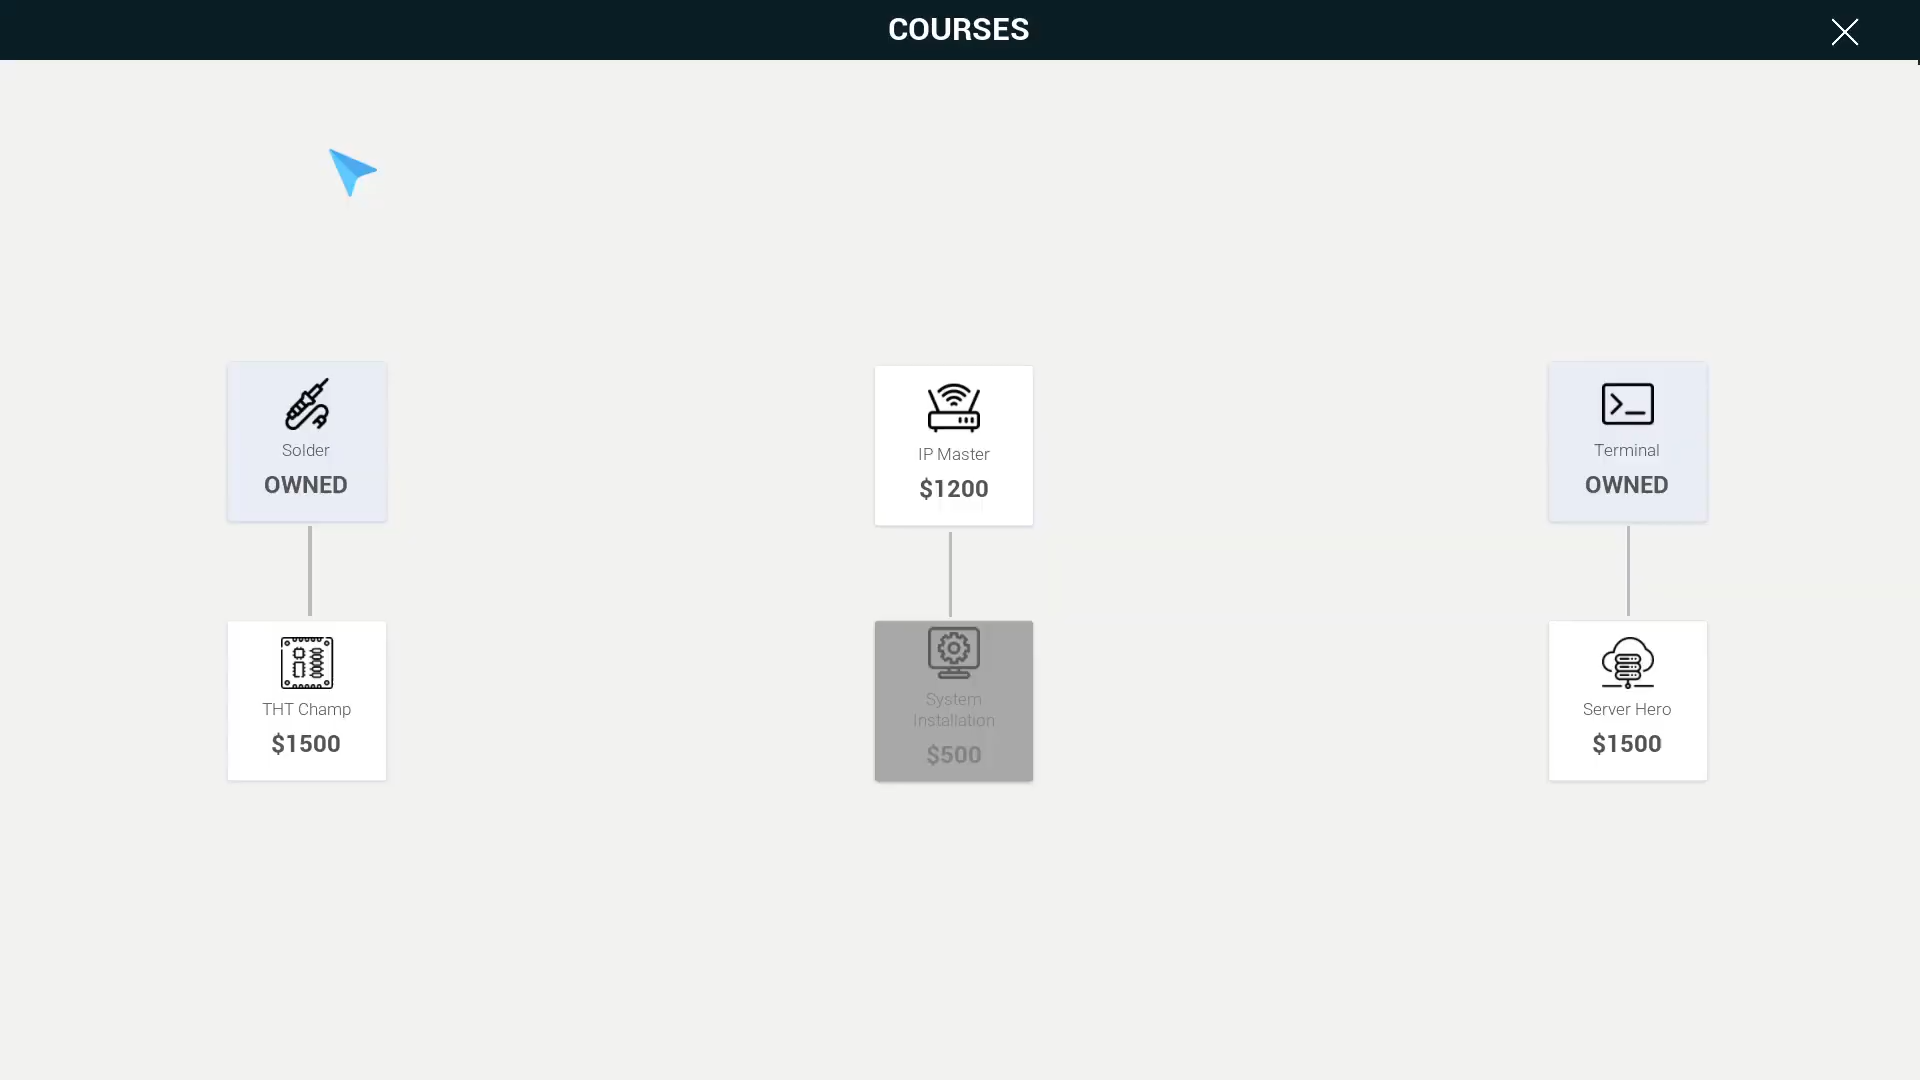 COURSES
Solder
OWNED
IP Master
$1200
Terminal
OWNED
THT Champ
$1500
System
Installation
$500
Server Hero
$1500